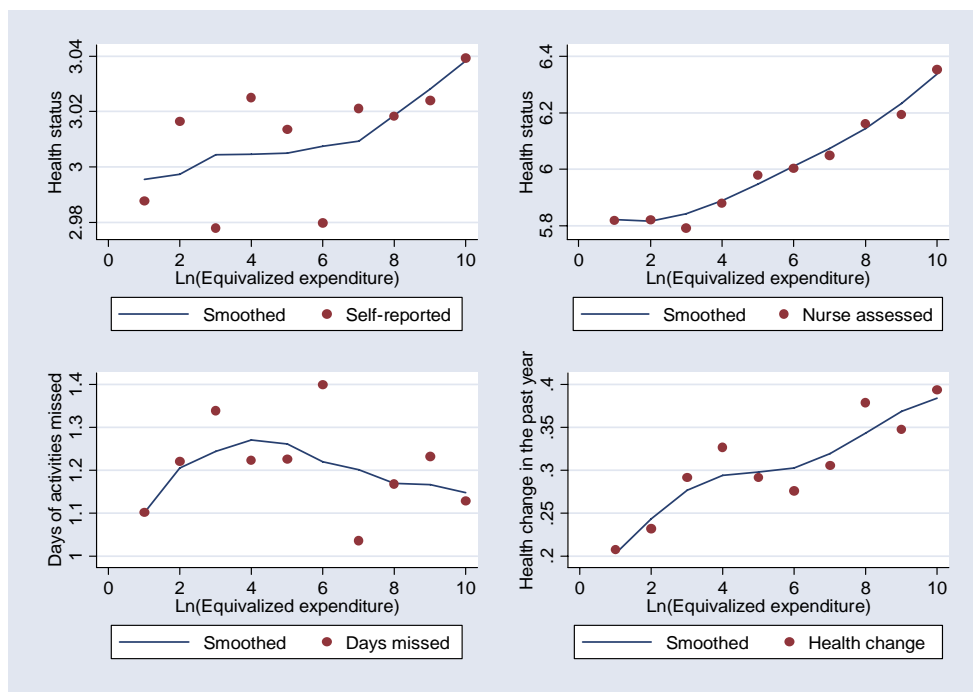 Health status
3.04
3.02
3
2.98
0 2 4 6 8 10
Ln(Equivalized expenditure)
Smoothed Self-reported
Health status
6.4
6.2
6
5.8
0 2 4 6 8 10
Ln(Equivalized expenditure)
Smoothed Nurse assessed
Days of activities missed
1.4
1.3
1.2
1.1
1
0 2 4 6 8 10
Ln(Equivalized expenditure)
Smoothed Days missed
Health change in the past year
.4
.35
.3
.25
.2
0 2 4 6 8 10
Ln(Equivalized expenditure)
Smoothed Health change